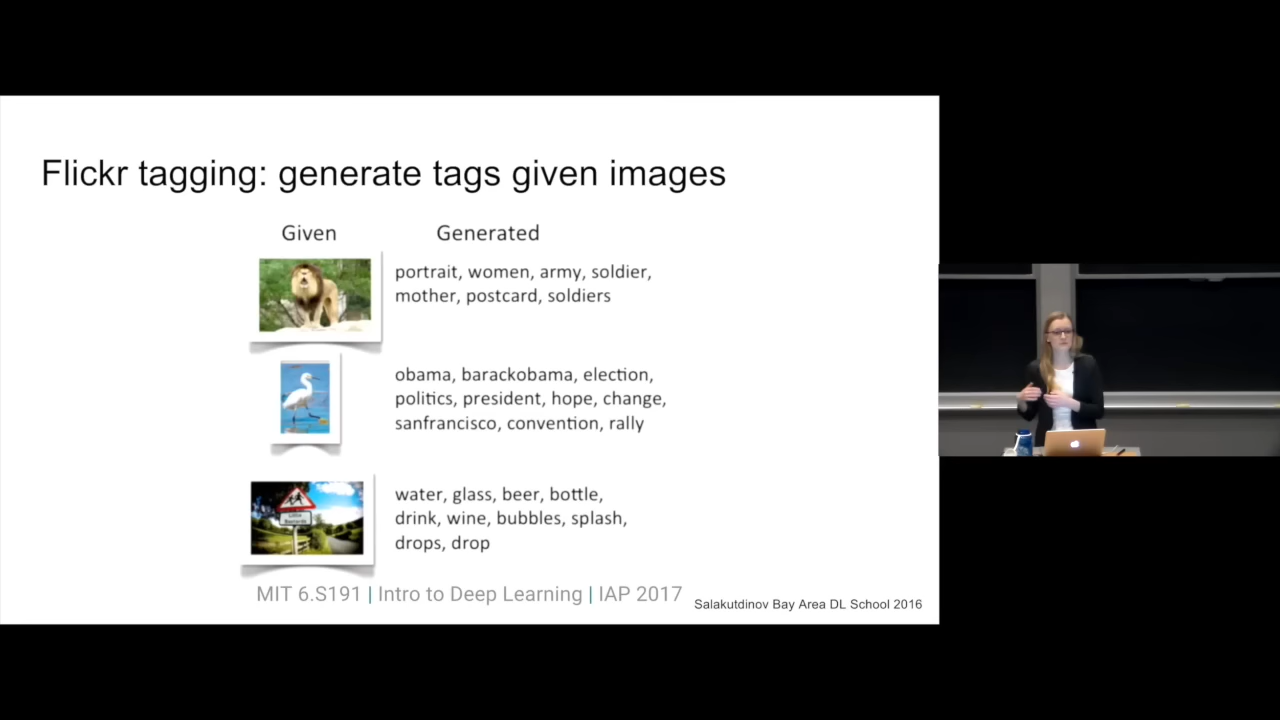 Flickr tagging: generate tags given images
Given
Generated
portrait, women, army, soldier,
mother, postcard, soldiers
obama, barackobama, election,
politics, president, hope, change,
sanfrancisco, convention, rally
water, glass, beer, bottle,
drink, wine, bubbles, splash,
drops, drop
MIT 6.S191 | Intro to Deep Learning | IAP 2017
Salakutdinov Bay Area DL School 2016